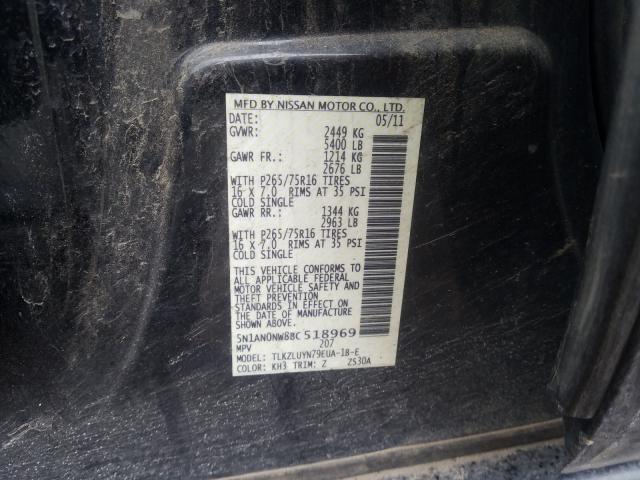 MFD BY NISSAN MOTOR CO., LTD.
DATE: 05/11
GVWR: 2449 KG
5400 LB
GAWR FR.: 1214 KG
2676 LB
WITH P265/75R16 TIRES
16 X 7.0 RIMS AT 35 PSI
COLD SINGLE
GAWR RR.: 1344 KG
2963 LB
WITH P265/75R16 TIRES
16 X 7.0 RIMS AT 35 PSI
COLD SINGLE
THIS VEHICLE CONFORMS TO
ALL APPLICABLE FEDERAL
MOTOR VEHICLE SAFETY AND
THEFT PREVENTION
STANDARDS IN EFFECT ON
THE DATE OF MANUFACTURE
SHOWN ABOVE.
5N1AN0NW8BC518969
MPV 207
MODEL: TLKZLUYN79EUA-1B-E
COLOR: KH3 TRIM: Z ZS30A